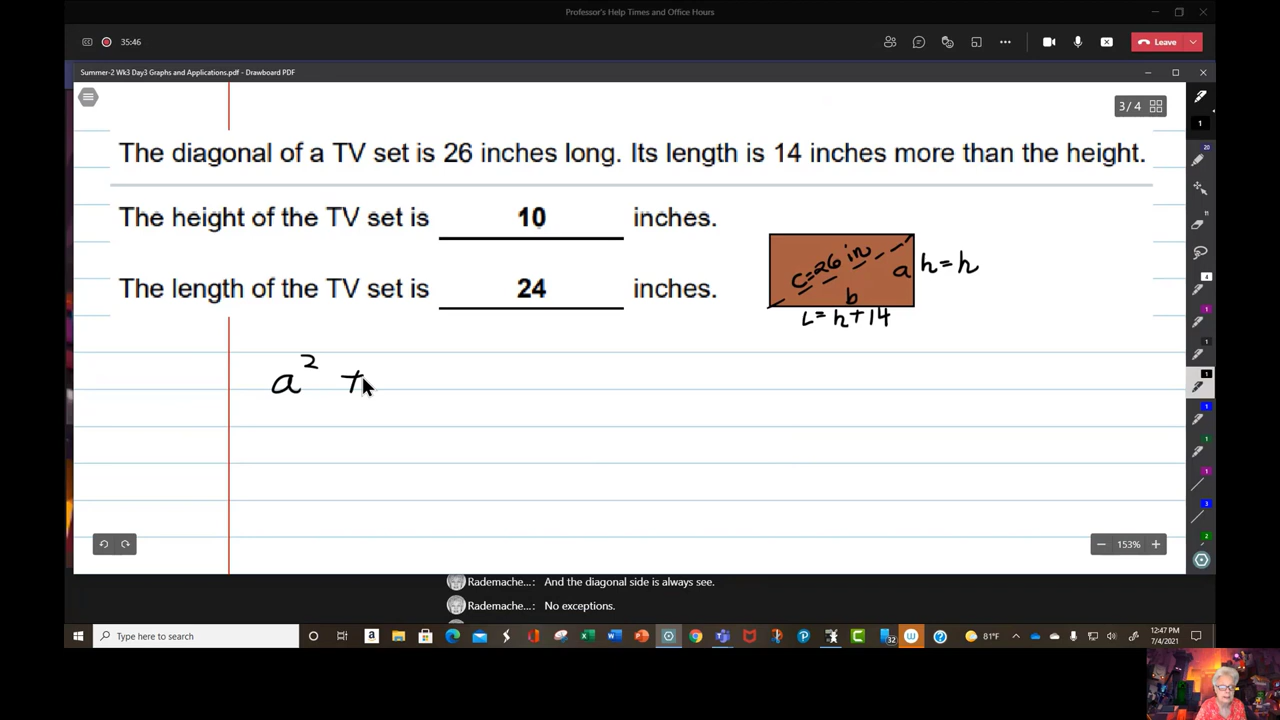 Professor's Help Times and Office Hours
35:46
Leave
Summer-2 Wk3 Day3 Graphs and Applications.pdf - Drawboard PDF
3/4
The diagonal of a TV set is 26 inches long. Its length is 14 inches more than the height.
The height of the TV set is 10 inches.
The length of the TV set is 24 inches.
c=26 in
a
h=h
b
L=h+14
a² +
153%
Rademache...: And the diagonal side is always see.
Rademache...: No exceptions.
Type here to search
81°F
12:47 PM
7/4/2021